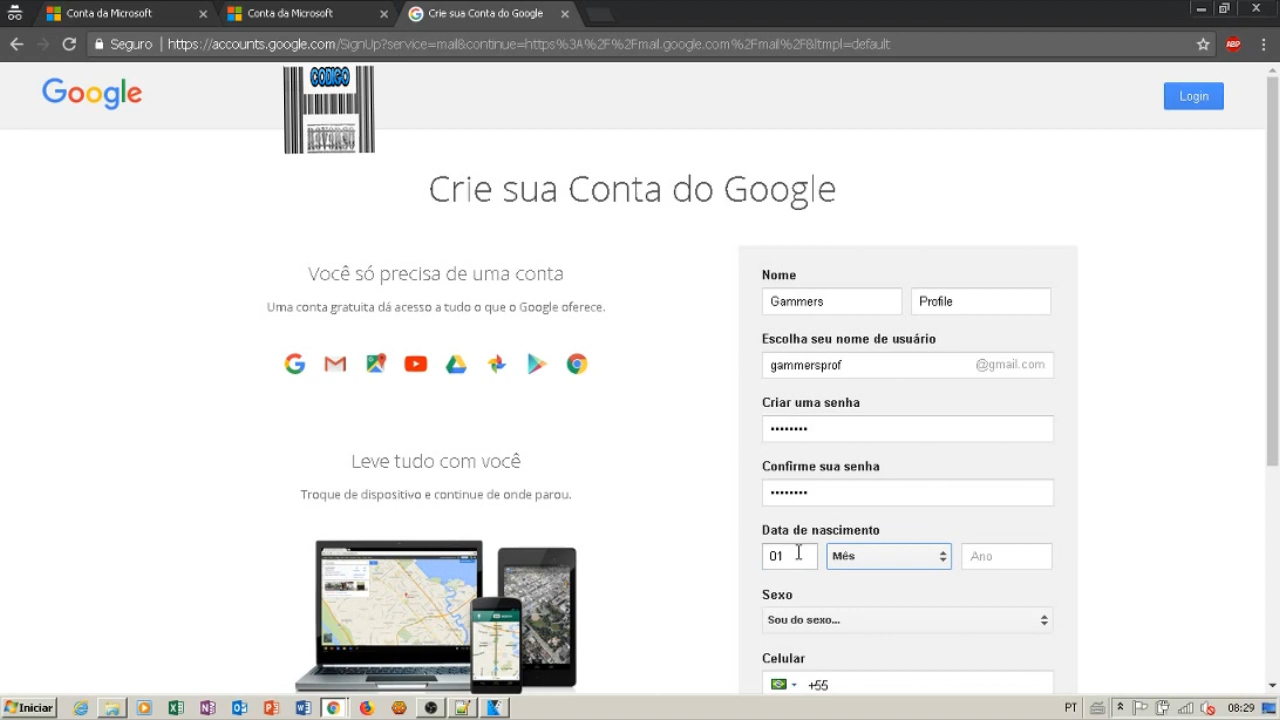 Conta da Microsoft
Conta da Microsoft
Crie sua Conta do Google
Seguro
https://accounts.google.com/SignUp?service=mail&continue=https%3A%2F%2Fmail.google.com%2Fmail%2F&ltmpl=default
ABP
Google
CODIGO
REVERSO
Login
Crie sua Conta do Google
Você só precisa de uma conta
Uma conta gratuita dá acesso a tudo o que o Google oferece.
Leve tudo com você
Troque de dispositivo e continue de onde parou.
Nome
Gammers Profile
Escolha seu nome de usuário
gammersprof @gmail.com
Criar uma senha
••••••••
Confirme sua senha
••••••••
Data de nascimento
01 Mês Ano
Sexo
Sou do sexo...
Celular
+55
Iniciar
PT
08:29